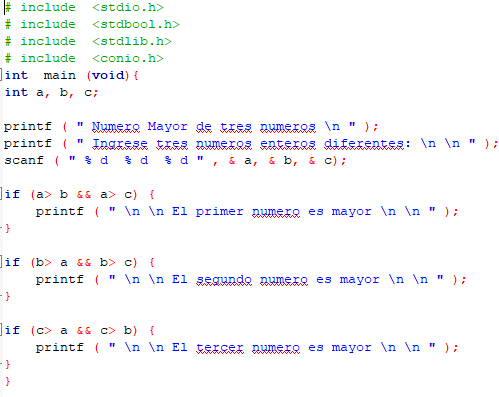 # include <stdio.h>
# include <stdbool.h>
# include <stdlib.h>
# include <conio.h>
int main (void){
int a, b, c;
printf ( " Numero Mayor de tres numeros \n " );
printf ( " Ingrese tres numeros enteros diferentes: \n \n " );
scanf ( " % d % d % d " , & a, & b, & c);
if (a> b && a> c) {
printf ( " \n \n El primer numero es mayor \n \n " );
}
if (b> a && b> c) {
printf ( " \n \n El segundo numero es mayor \n \n " );
}
if (c> a && c> b) {
printf ( " \n \n El tercer numero es mayor \n \n " );
}
}